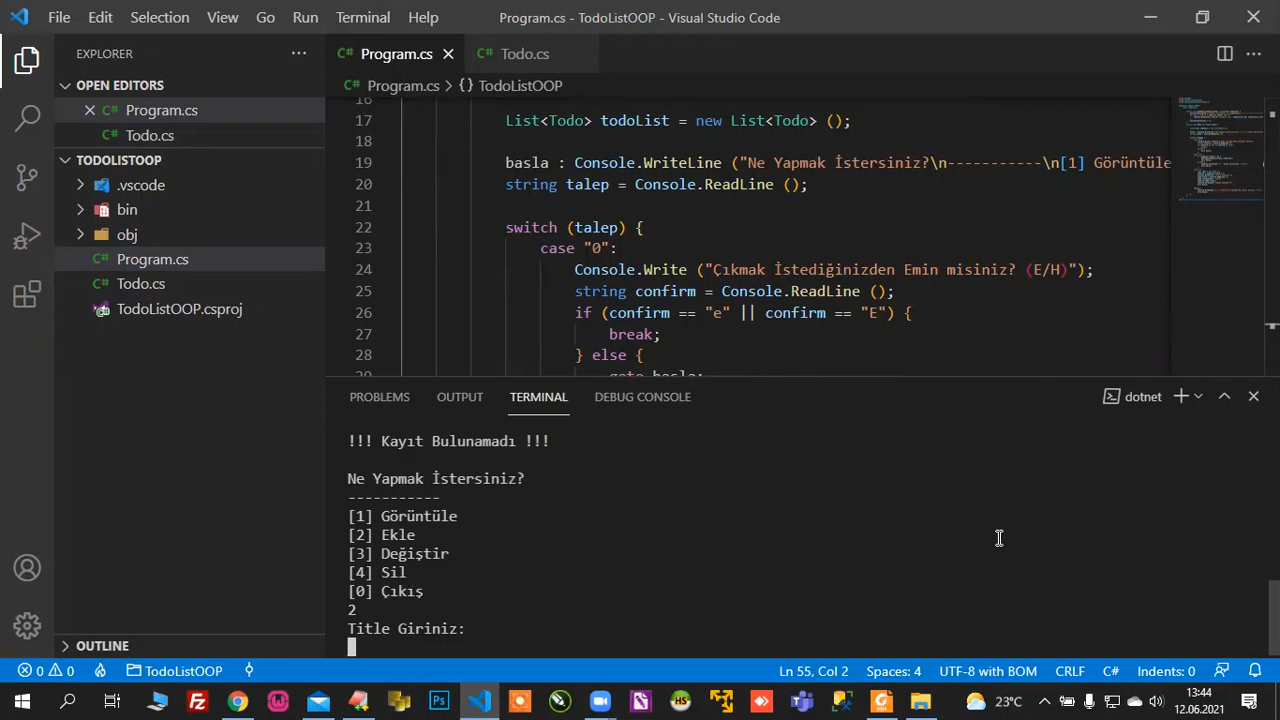 File Edit Selection View Go Run Terminal Help
Program.cs - TodoListOOP - Visual Studio Code
EXPLORER
OPEN EDITORS
Program.cs
Todo.cs
TODOLISTOOP
.vscode
bin
obj
Program.cs
Todo.cs
TodoListOOP.csproj
OUTLINE
Program.cs
Todo.cs
Program.cs > {} TodoListOOP
16
17 List<Todo> todoList = new List<Todo> ();
18
19 basla : Console.WriteLine ("Ne Yapmak İstersiniz?\n-----------\n[1] Görüntüle
20 string talep = Console.ReadLine ();
21
22 switch (talep) {
23 case "0":
24 Console.Write ("Çıkmak İstediğinizden Emin misiniz? (E/H)");
25 string confirm = Console.ReadLine ();
26 if (confirm == "e" || confirm == "E") {
27 break;
28 } else {
29 goto basla;
PROBLEMS OUTPUT TERMINAL DEBUG CONSOLE
dotnet
!!! Kayıt Bulunamadı !!!
Ne Yapmak İstersiniz?
-----------
[1] Görüntüle
[2] Ekle
[3] Değiştir
[4] Sil
[0] Çıkış
2
Title Giriniz:
0 0 TodoListOOP
Ln 55, Col 2 Spaces: 4 UTF-8 with BOM CRLF C# Indents: 0
23°C
13:44
12.06.2021